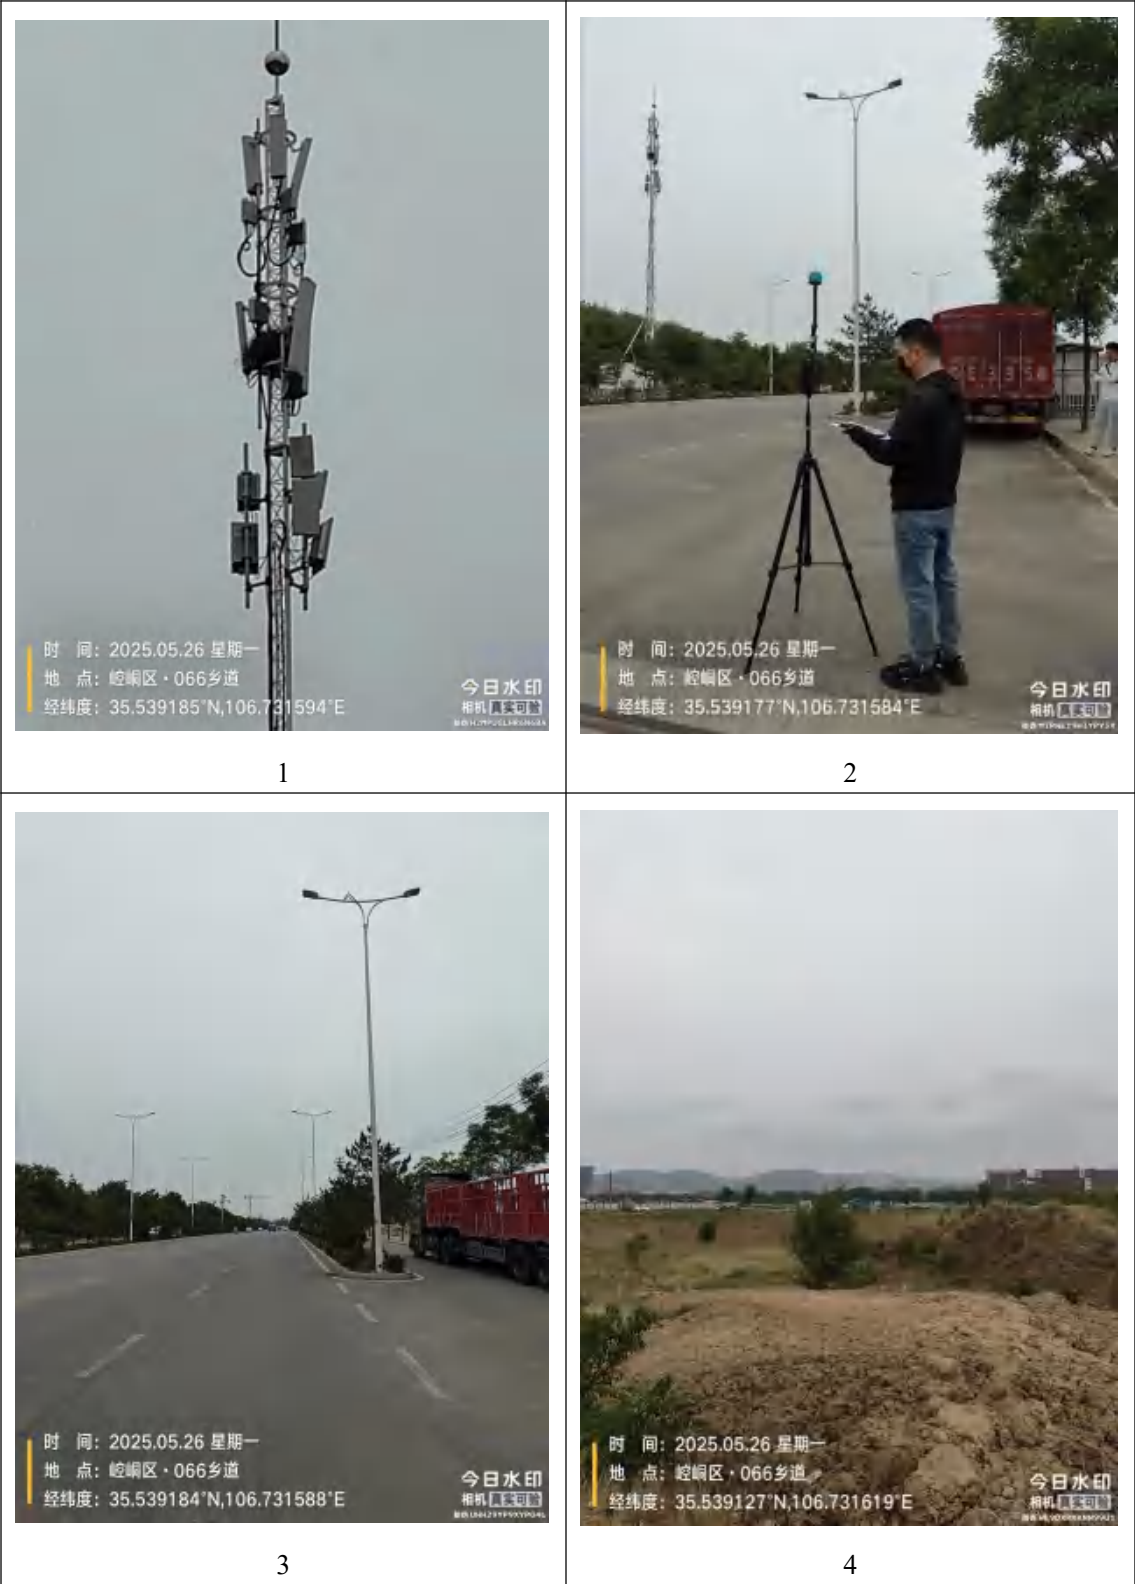 时 间：2025.05.26 星期一
地 点：崆峒区·066乡道
经纬度：35.539185°N,106.731594°E
今日水印
相机 真实可验
1
时 间：2025.05.26 星期一
地 点：崆峒区·066乡道
经纬度：35.539177°N,106.731584°E
今日水印
相机 真实可验
2
时 间：2025.05.26 星期一
地 点：崆峒区·066乡道
经纬度：35.539184°N,106.731588°E
今日水印
相机 真实可验
3
时 间：2025.05.26 星期一
地 点：崆峒区·066乡道
经纬度：35.539127°N,106.731619°E
今日水印
相机 真实可验
4